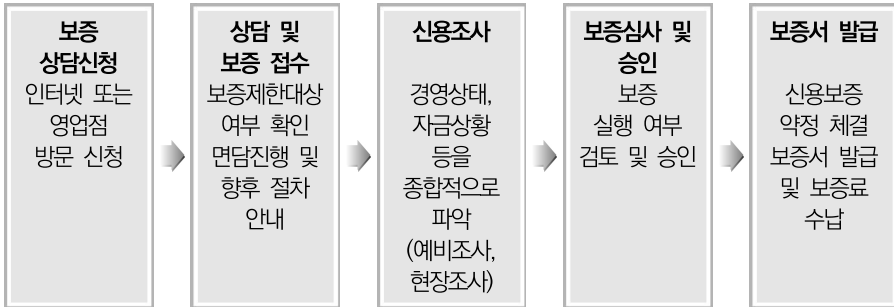 보증
상담신청
인터넷 또는
영업점
방문 신청
상담 및
보증 접수
보증제한대상
여부 확인
면담진행 및
향후 절차
안내
신용조사
경영상태,
자금상황
등을
종합적으로
파악
(예비조사,
현장조사)
보증심사 및
승인
보증
실행 여부
검토 및 승인
보증서 발급
신용보증
약정 체결
보증서 발급
및 보증료
수납